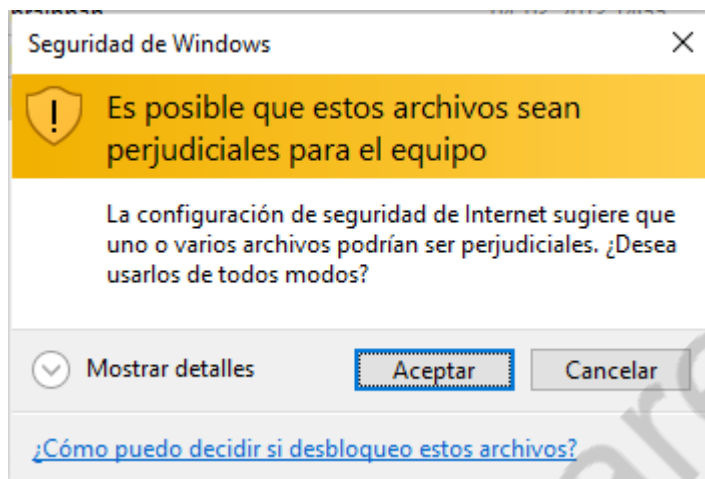 Seguridad de Windows
Es posible que estos archivos sean
perjudiciales para el equipo
La configuración de seguridad de Internet sugiere que
uno o varios archivos podrían ser perjudiciales. ¿Desea
usarlos de todos modos?
Mostrar detalles
Aceptar
Cancelar
¿Cómo puedo decidir si desbloqueo estos archivos?